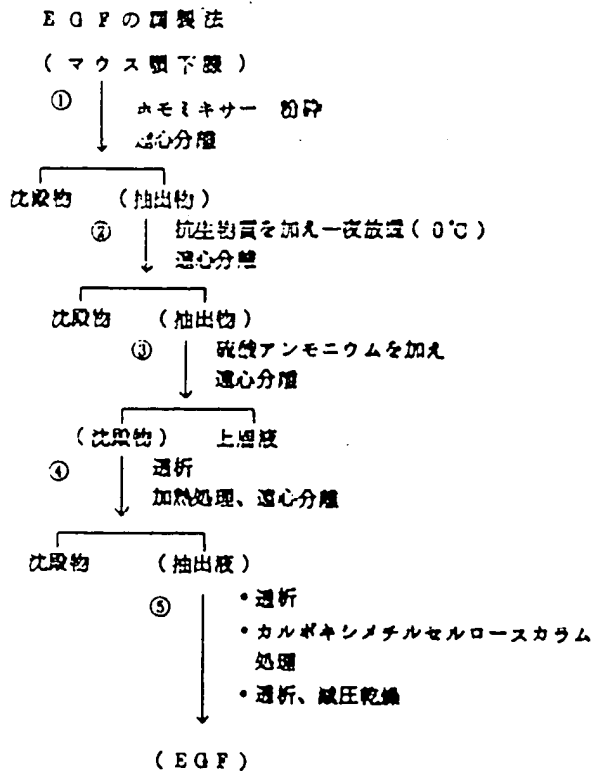 EGFの調製法
(マウス顎下腺)
① ホモミキサー 粉砕
遠心分離
沈殿物 (抽出物)
② 抗生物質を加え一夜放置(0℃)
遠心分離
沈殿物 (抽出物)
③ 硫酸アンモニウムを加え
遠心分離
(沈殿物) 上層液
④ 透析
加熱処理、遠心分離
沈殿物 (抽出液)
⑤ •透析
•カルボキシメチルセルロースカラム
処理
•透析、減圧乾燥
(EGF)